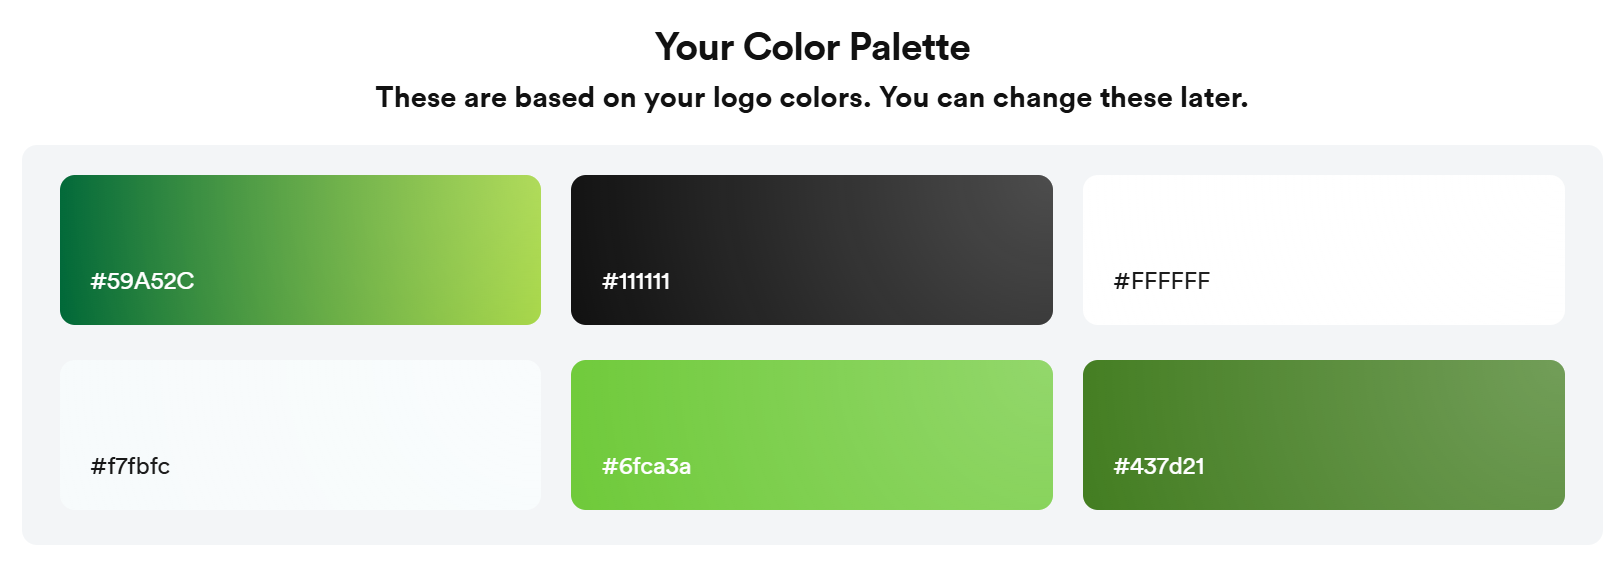 Your Color Palette
These are based on your logo colors. You can change these later.
#59A52C
#111111
#FFFFFF
#f7fbfc
#6fca3a
#437d21